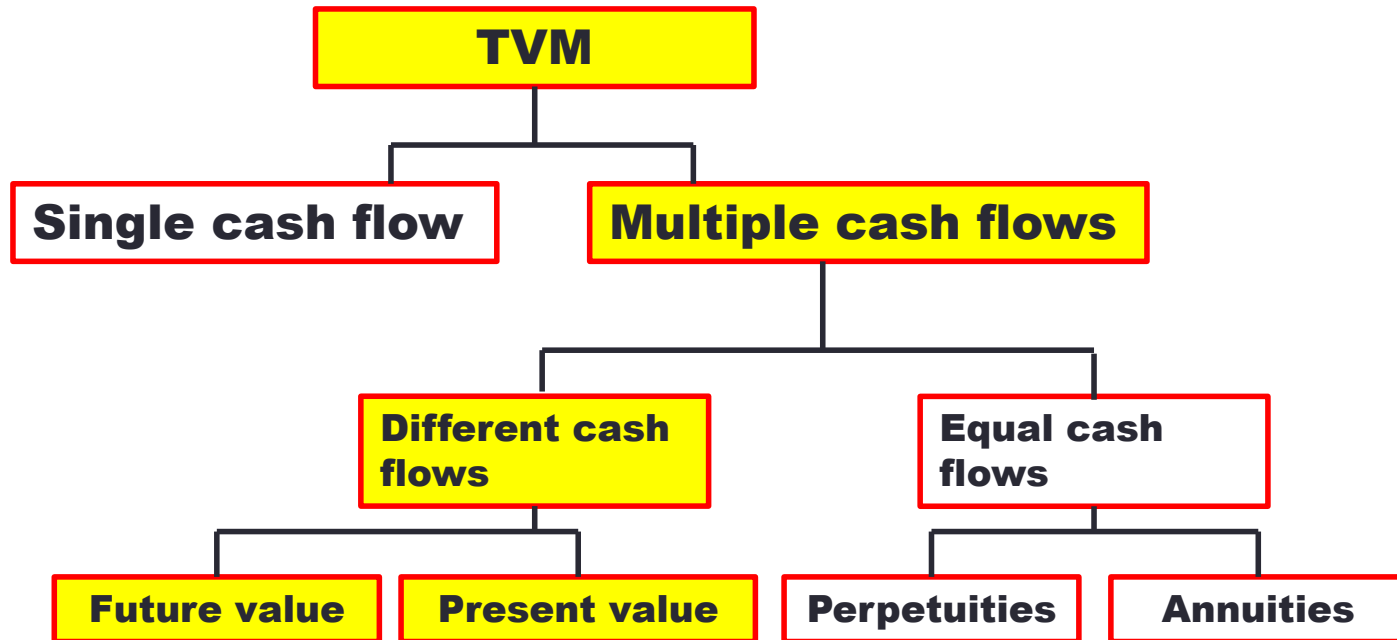 TVM
Single cash flow
Multiple cash flows
Different cash
flows
Equal cash
flows
Future value
Present value
Perpetuities
Annuities